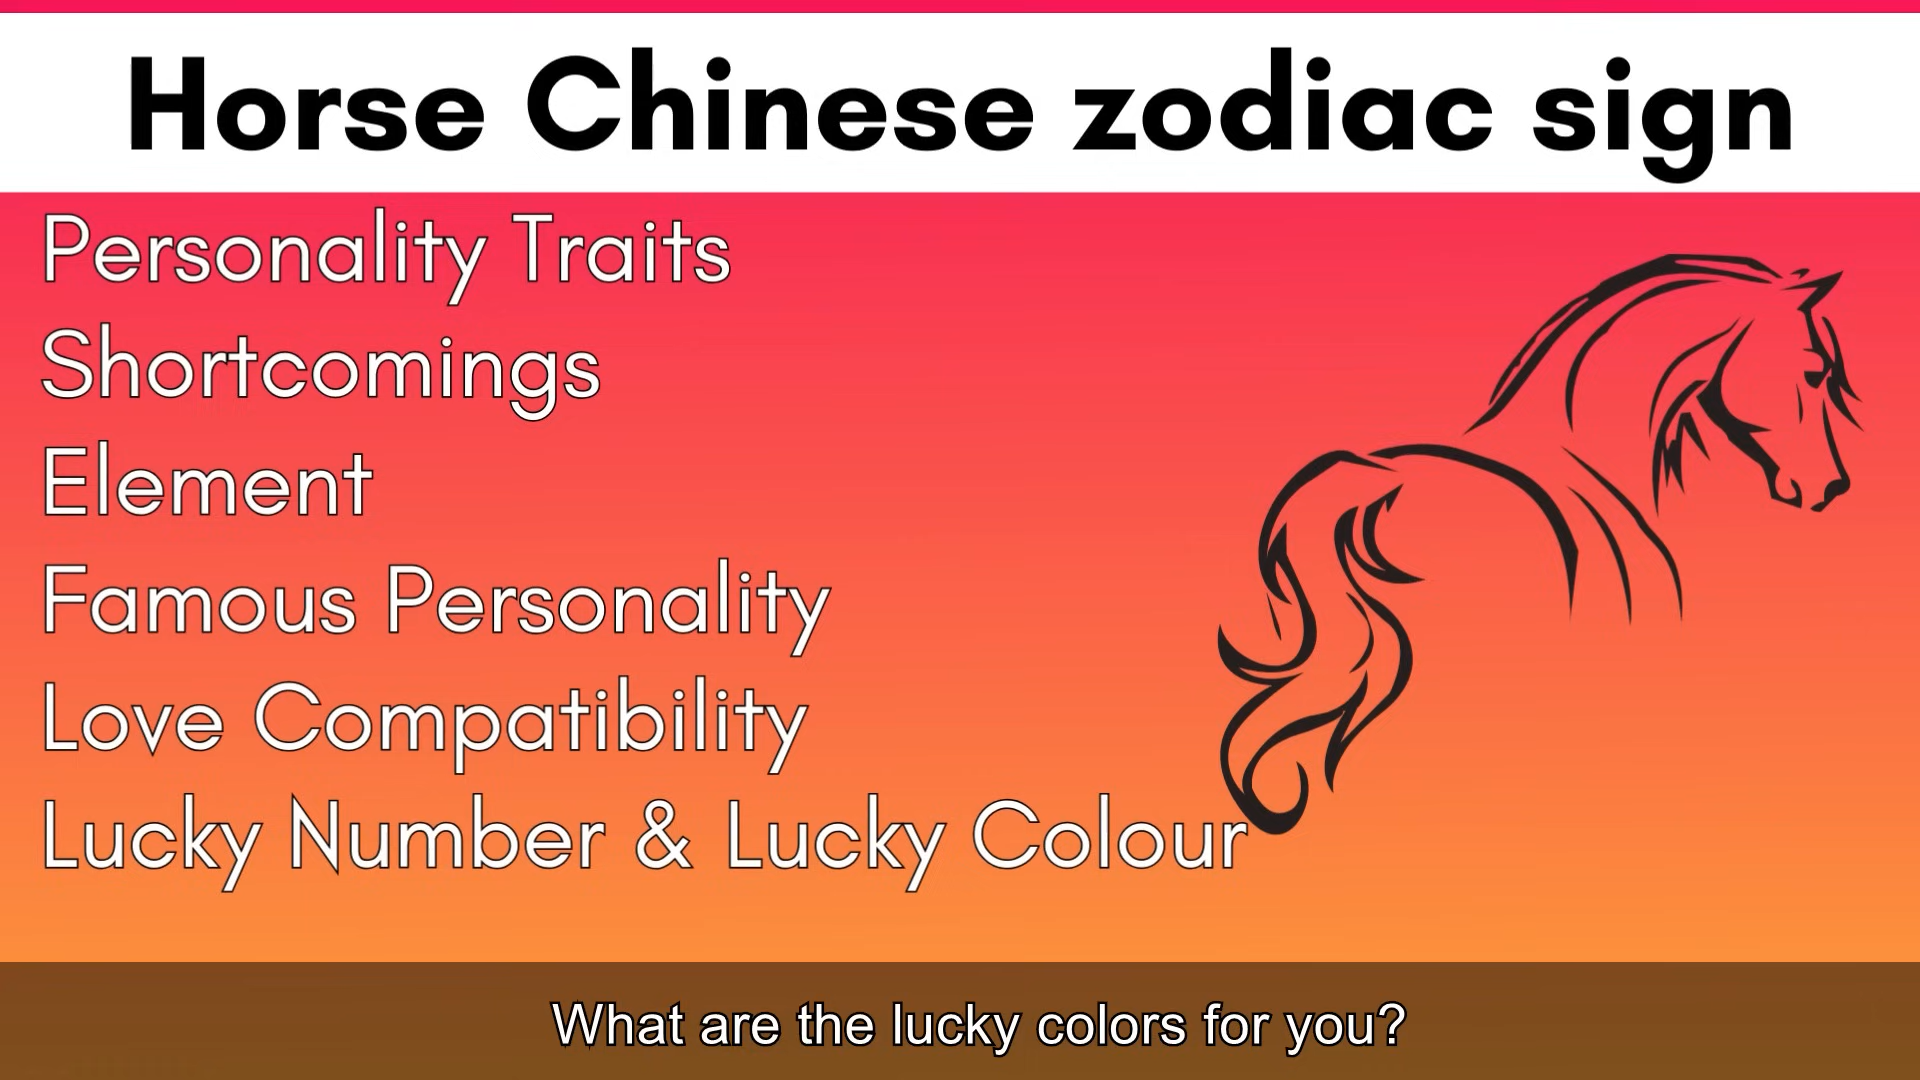 Horse Chinese zodiac sign
Personality Traits
Shortcomings
Element
Famous Personality
Love Compatibility
Lucky Number & Lucky Colour
What are the lucky colors for you?